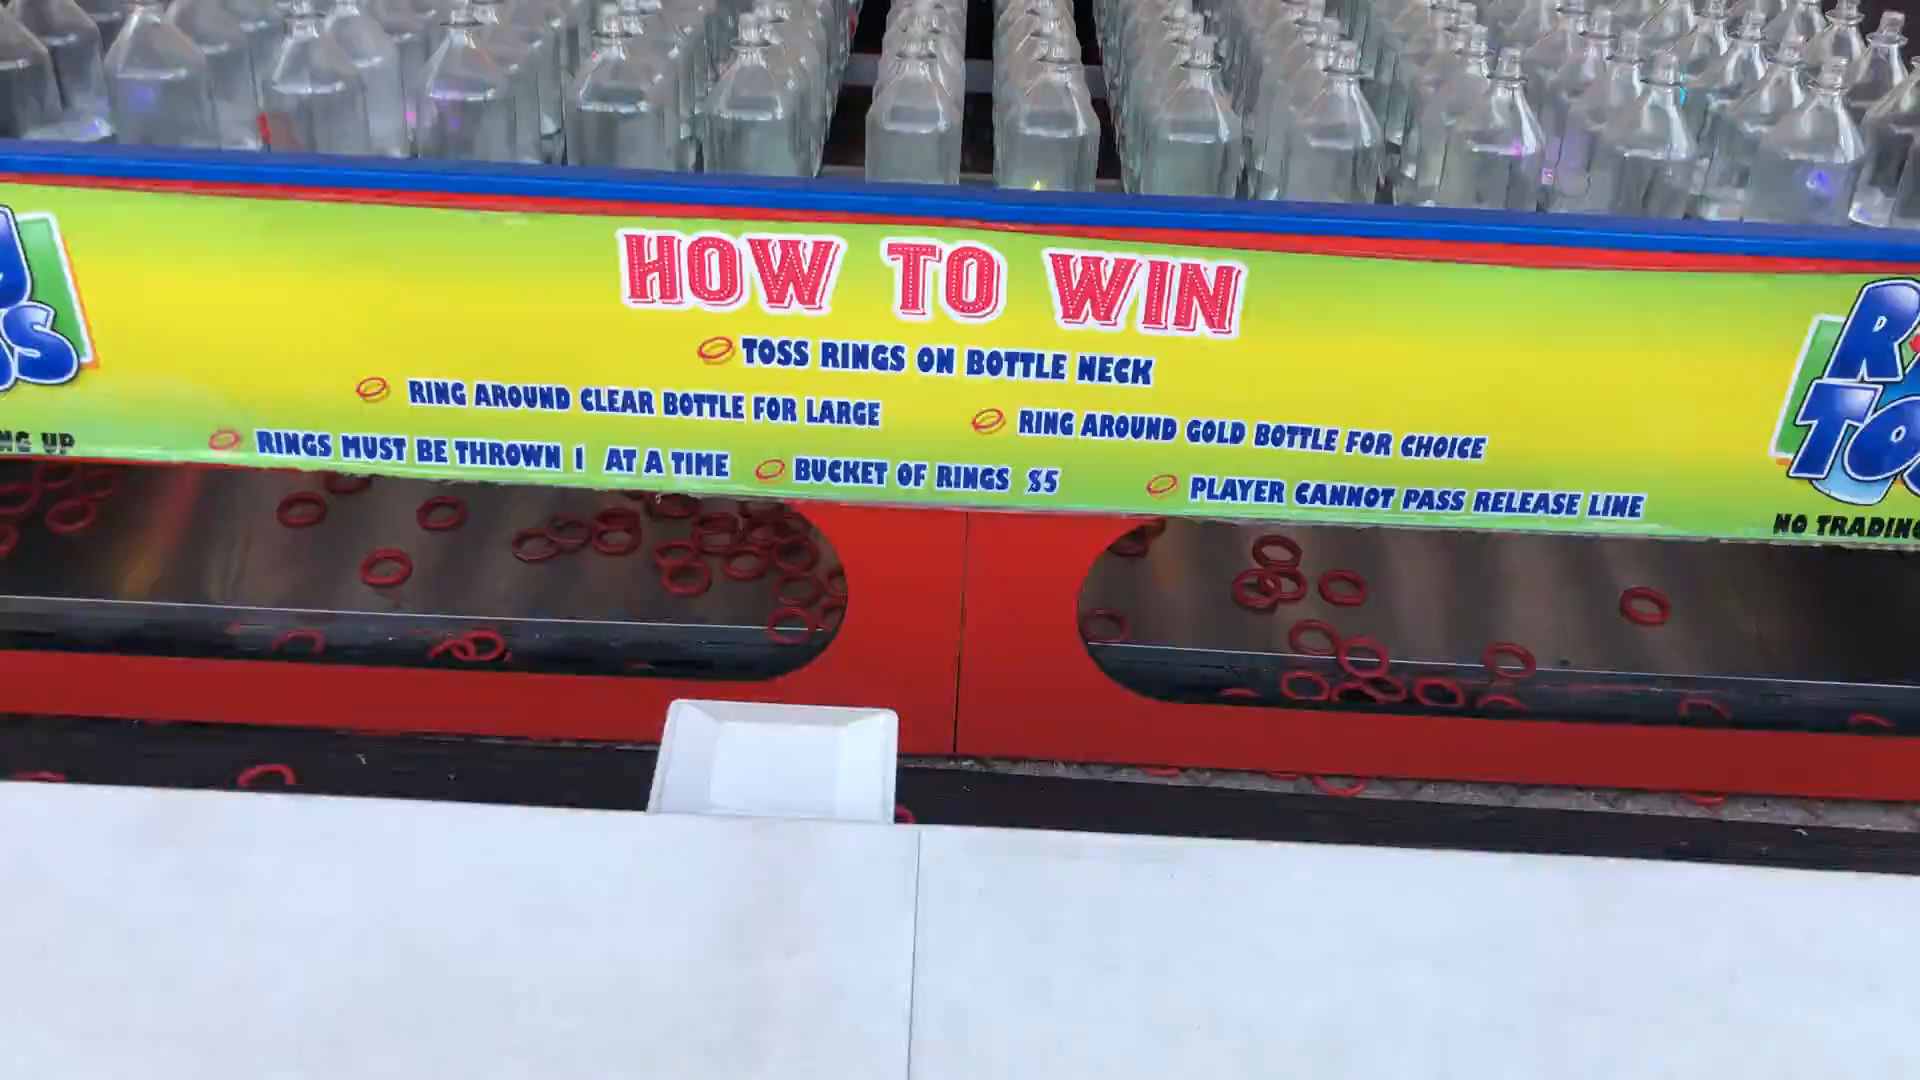 HOW TO WIN
TOSS RINGS ON BOTTLE NECK
RING AROUND CLEAR BOTTLE FOR LARGE
RING AROUND GOLD BOTTLE FOR CHOICE
RINGS MUST BE THROWN 1 AT A TIME
BUCKET OF RINGS $5
PLAYER CANNOT PASS RELEASE LINE
UP
NO